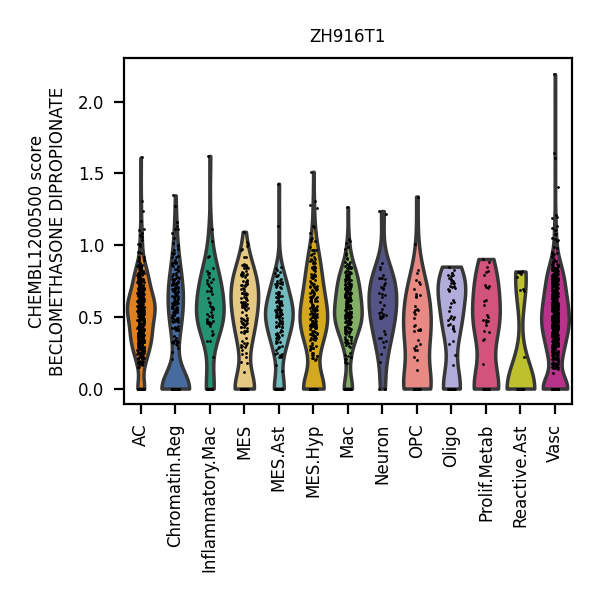 ZH916T1
CHEMBL1200500 score
BECLOMETHASONE DIPROPIONATE
2.0
1.5
1.0
0.5
0.0
AC
Chromatin.Reg
Inflammatory.Mac
MES
MES.Ast
MES.Hyp
Mac
Neuron
OPC
Oligo
Prolif.Metab
Reactive.Ast
Vasc